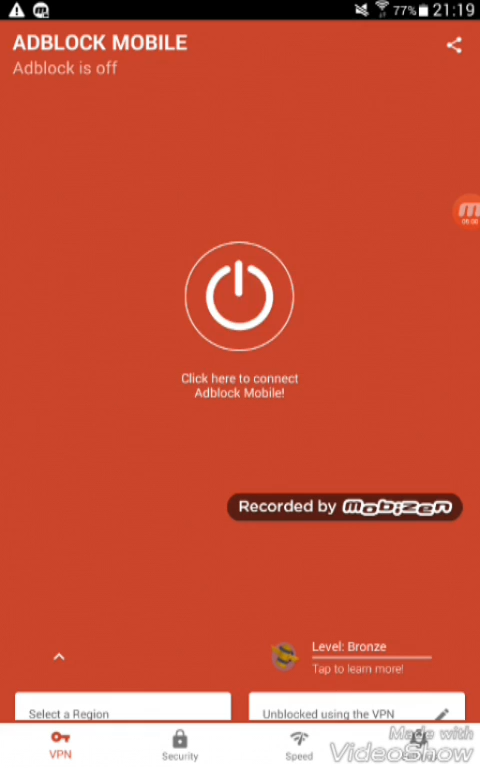 77% 21:19
ADBLOCK MOBILE
Adblock is off
Click here to connect
Adblock Mobile!
Recorded by mobizen
Level: Bronze
Tap to learn more!
Select a Region
Unblocked using the VPN
VPN
Security
Speed
Made with
VideoShow